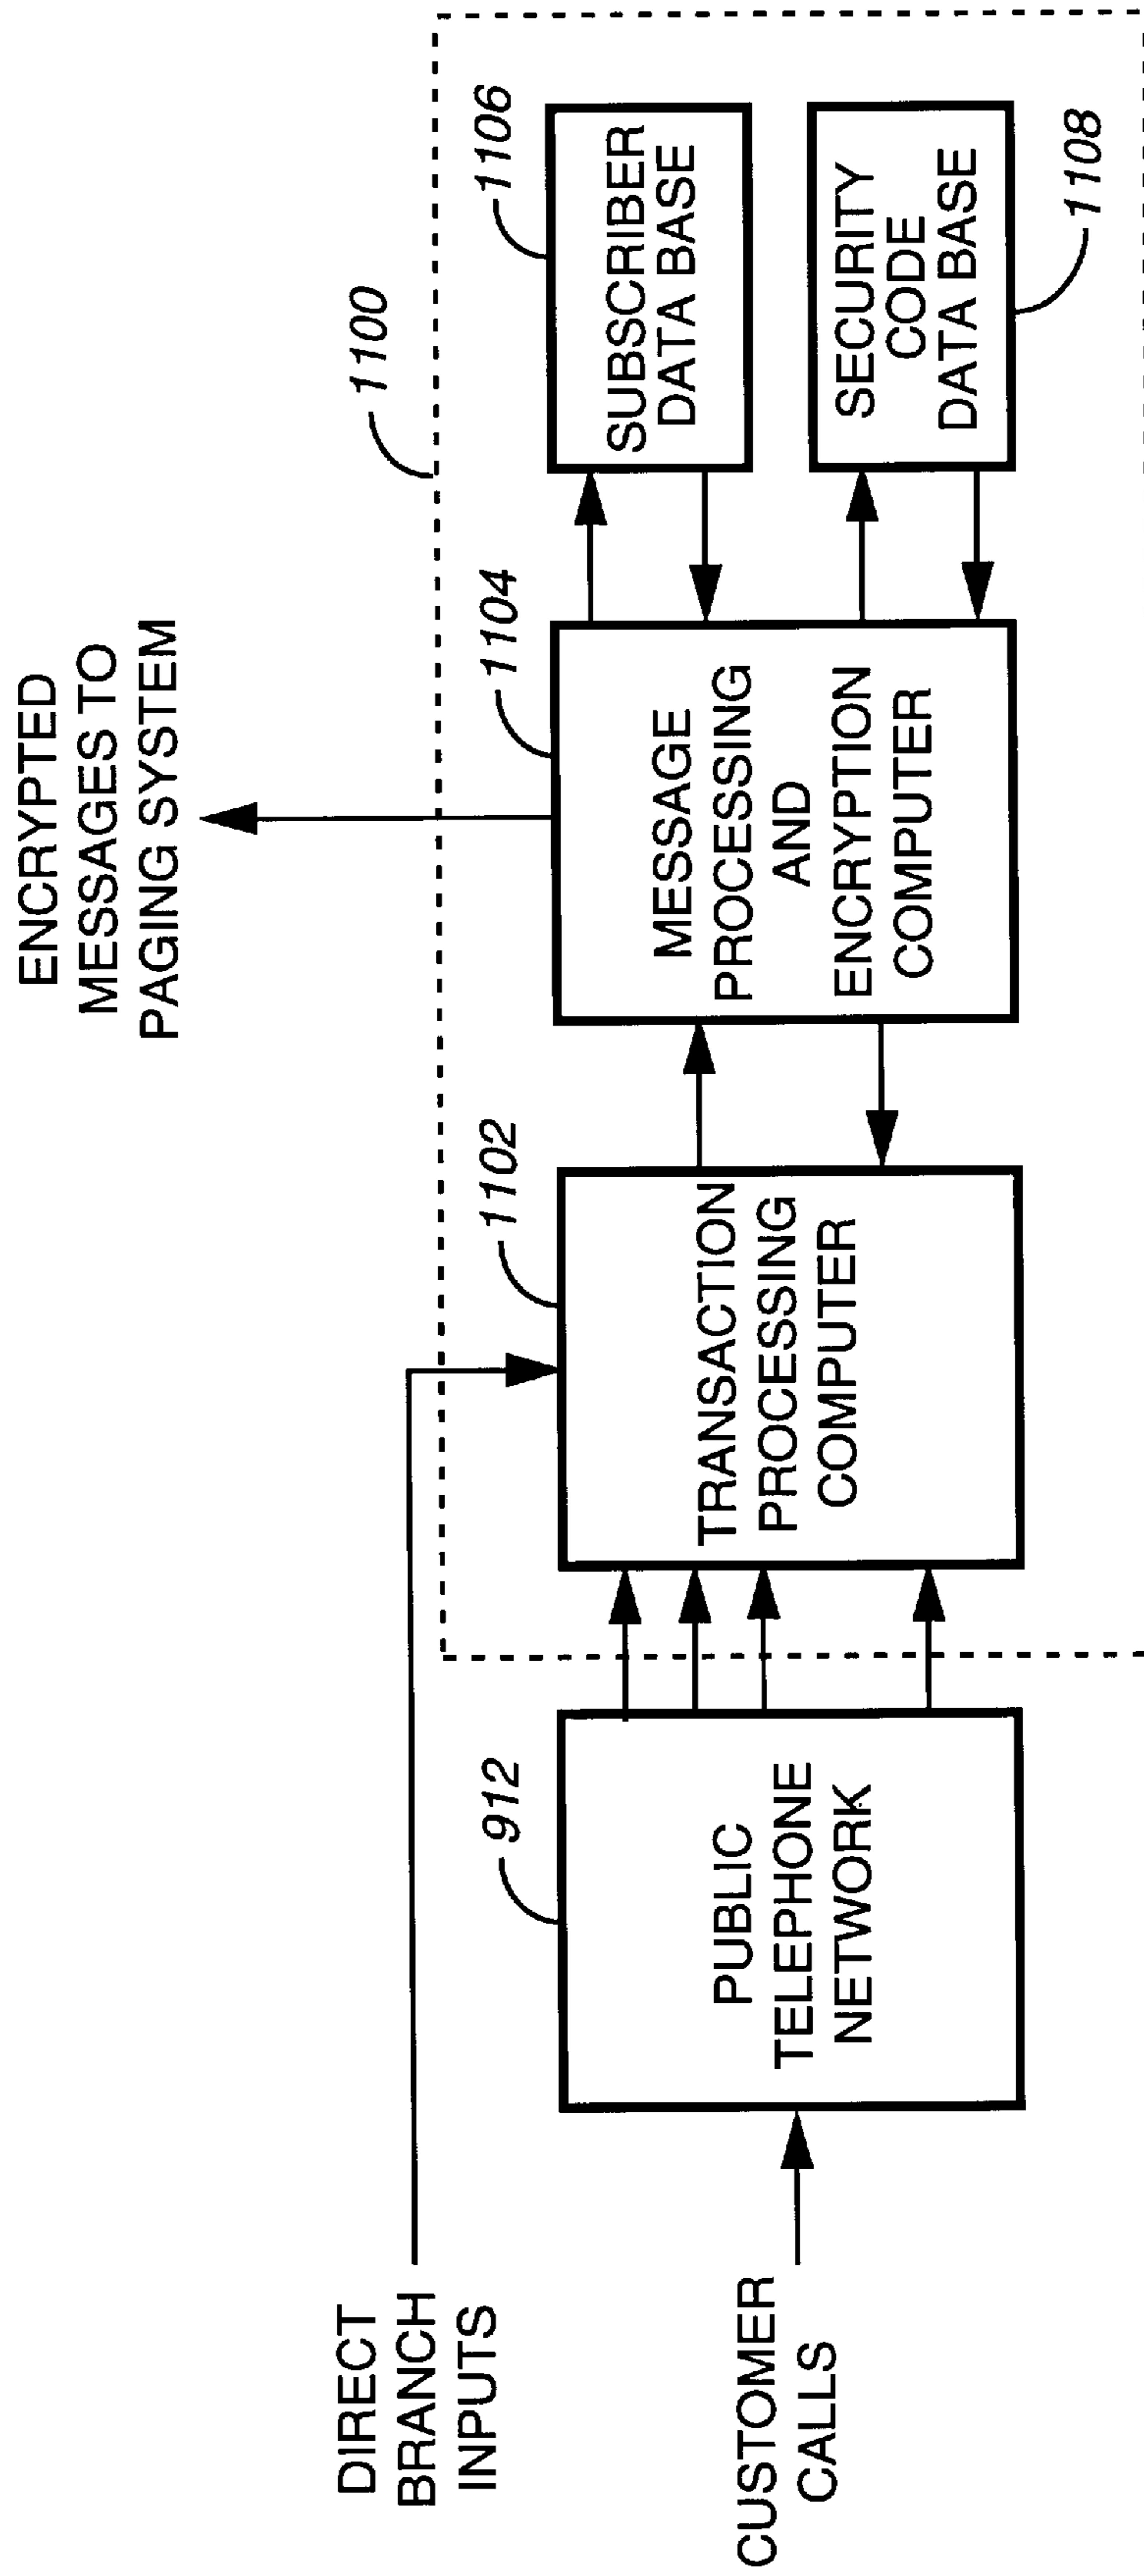 ENCRYPTED
MESSAGES TO
PAGING SYSTEM
1100
DIRECT
BRANCH
INPUTS
912
1102
1104
1106
CUSTOMER
CALLS
PUBLIC
TELEPHONE
NETWORK
TRANSACTION
PROCESSING
COMPUTER
MESSAGE
PROCESSING
AND
ENCRYPTION
COMPUTER
SUBSCRIBER
DATA BASE
SECURITY
CODE
DATA BASE
1108